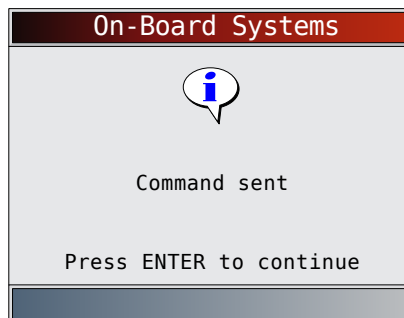 On-Board Systems
i
Command sent
Press ENTER to continue